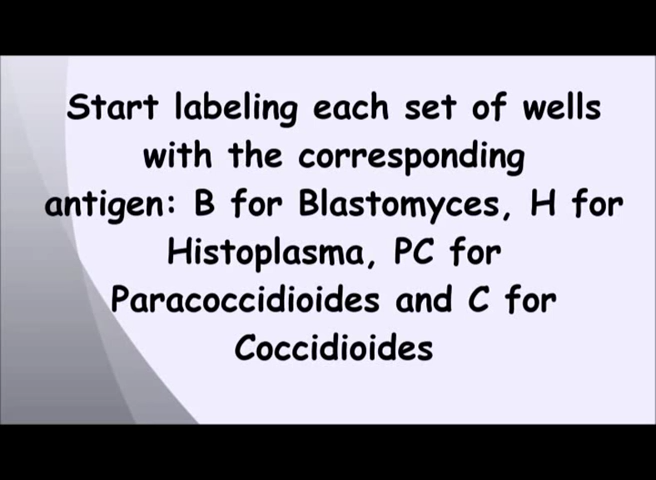 Start labeling each set of wells
with the corresponding
antigen: B for Blastomyces, H for
Histoplasma, PC for
Paracoccidioides and C for
Coccidioides